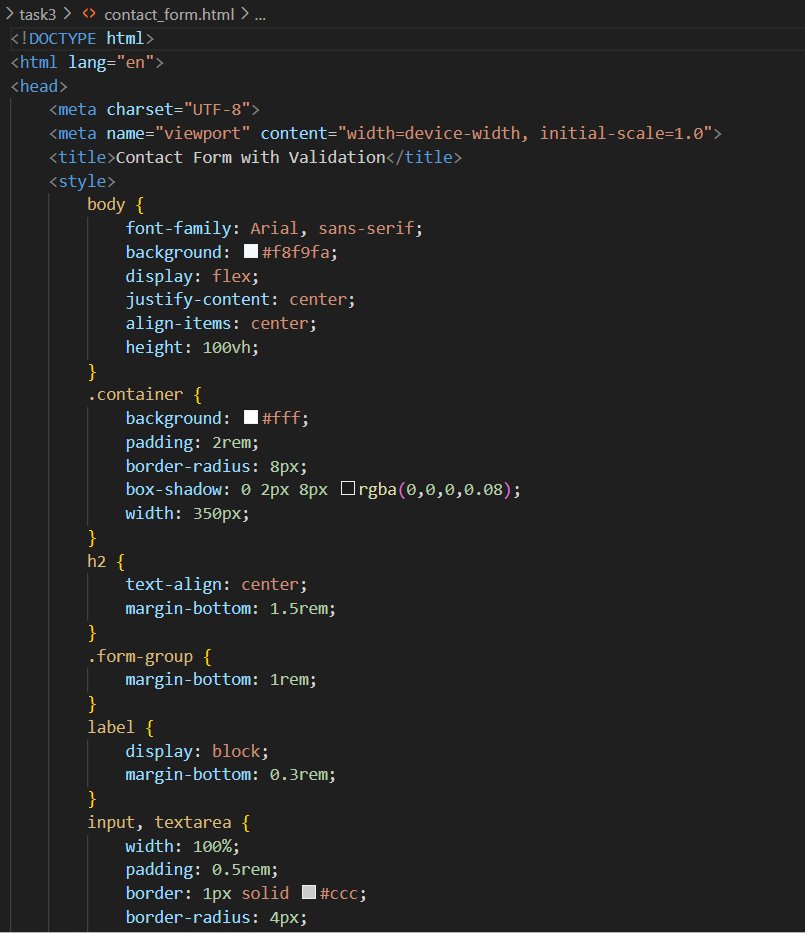 task3 > <> contact_form.html > ...
<!DOCTYPE html>
<html lang="en">
<head>
    <meta charset="UTF-8">
    <meta name="viewport" content="width=device-width, initial-scale=1.0">
    <title>Contact Form with Validation</title>
    <style>
        body {
            font-family: Arial, sans-serif;
            background: #f8f9fa;
            display: flex;
            justify-content: center;
            align-items: center;
            height: 100vh;
        }
        .container {
            background: #fff;
            padding: 2rem;
            border-radius: 8px;
            box-shadow: 0 2px 8px rgba(0,0,0,0.08);
            width: 350px;
        }
        h2 {
            text-align: center;
            margin-bottom: 1.5rem;
        }
        .form-group {
            margin-bottom: 1rem;
        }
        label {
            display: block;
            margin-bottom: 0.3rem;
        }
        input, textarea {
            width: 100%;
            padding: 0.5rem;
            border: 1px solid #ccc;
            border-radius: 4px;